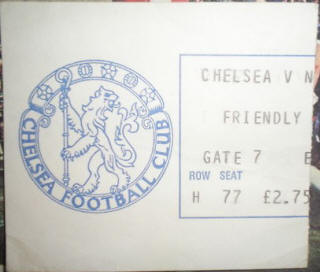 CHELSEA FOOTBALL CLUB
CHELSEA V N
FRIENDLY
GATE 7 E
ROW SEAT
H 77 £2.75